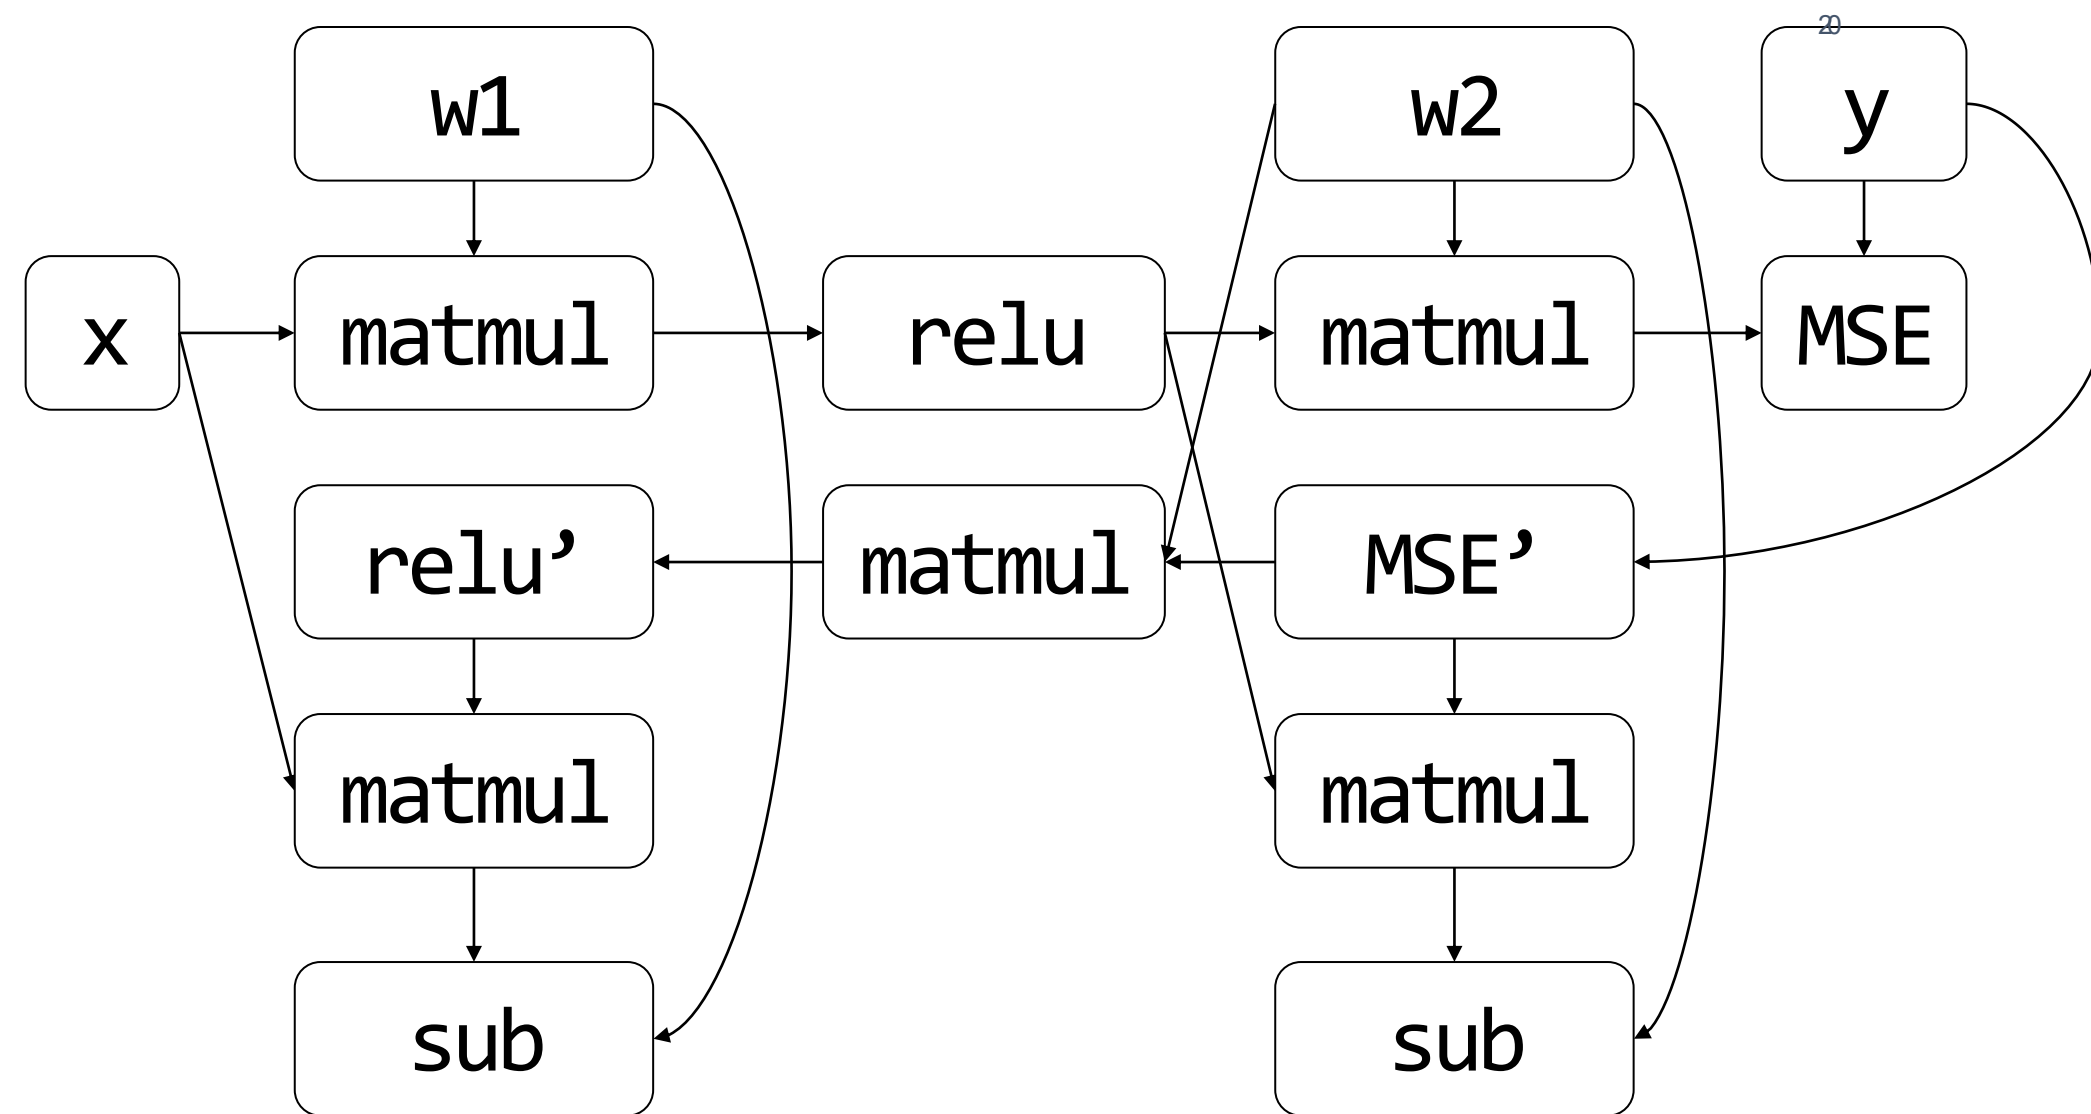 20
w1
w2
y
x
matmul
relu
matmul
MSE
relu’
matmul
MSE’
matmul
matmul
sub
sub